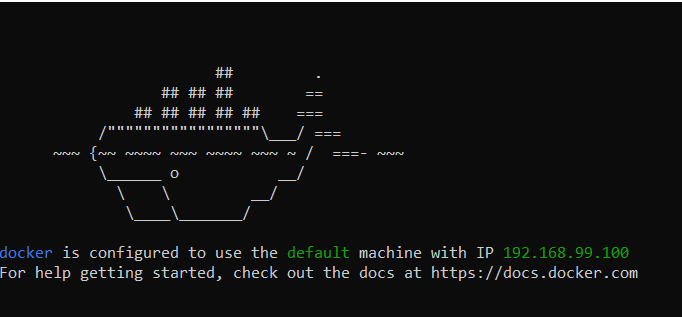 ##         .
                  ## ## ##        ==
               ## ## ## ## ##    ===
           /"""""""""""""""""\___/ ===
      ~~~ {~~ ~~~~ ~~~ ~~~~ ~~~ ~ /  ===- ~~~
           \______ o           __/
             \    \         __/
              \____\_______/

docker is configured to use the default machine with IP 192.168.99.100
For help getting started, check out the docs at https://docs.docker.com